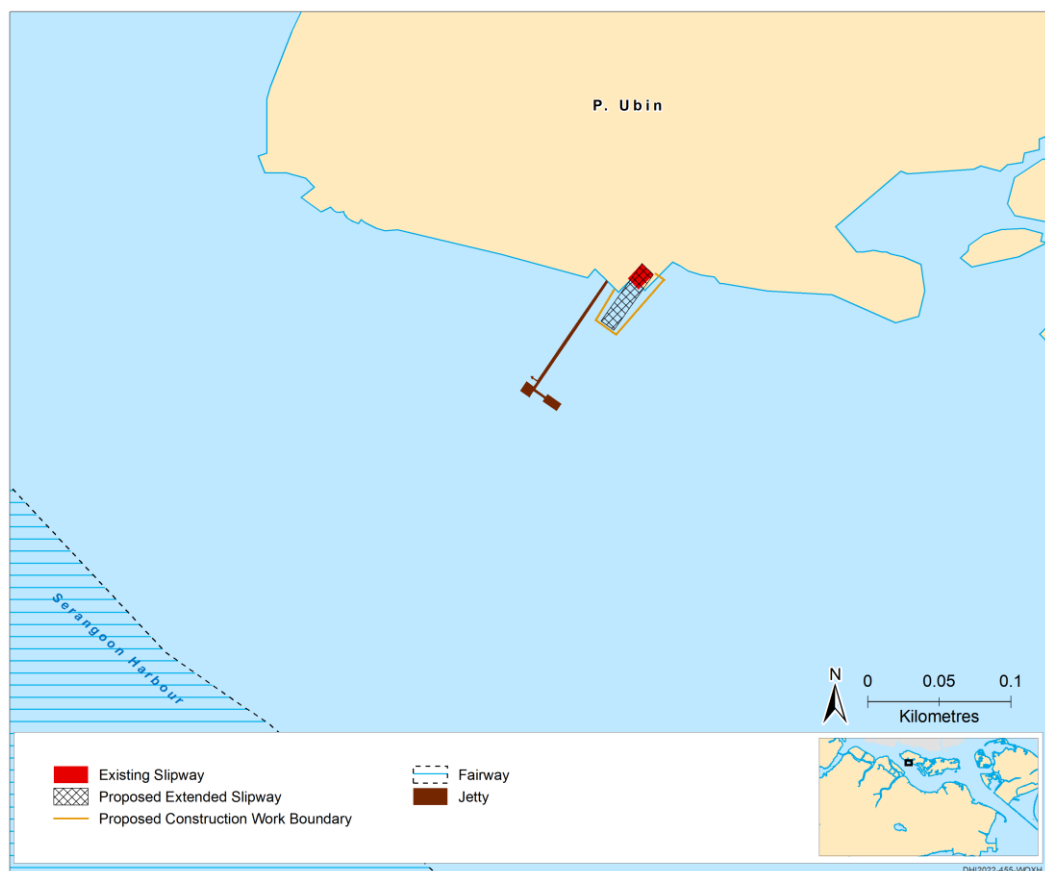 P. Ubin
Serangoon Harbour
N
0 0.05 0.1
Kilometres
Existing Slipway
Proposed Extended Slipway
Proposed Construction Work Boundary
Fairway
Jetty